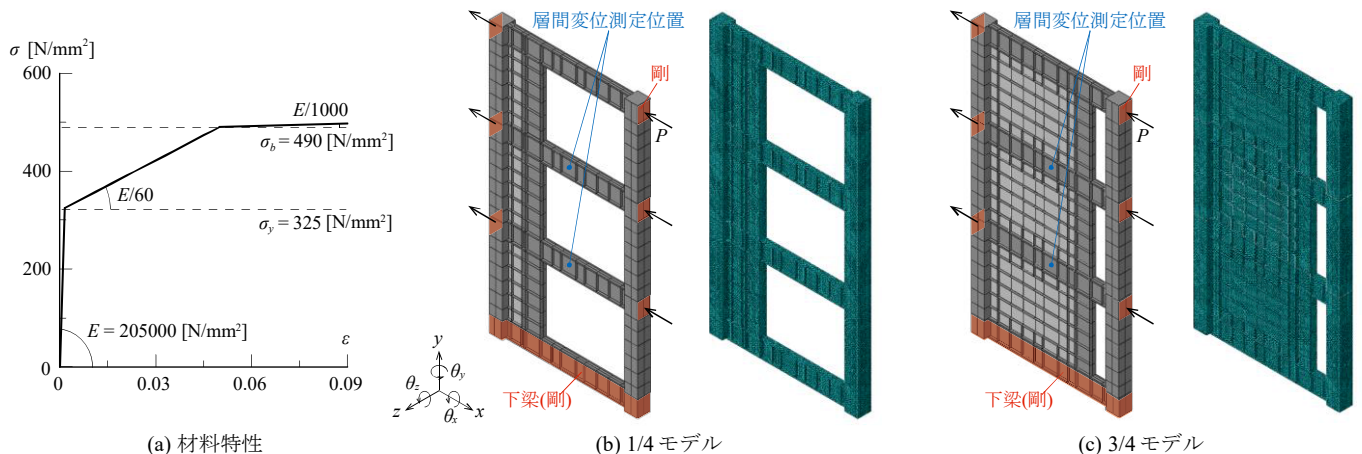 σ [N/mm²]
600
400
200
0
E/1000
σb = 490 [N/mm²]
E/60
σy = 325 [N/mm²]
E = 205000 [N/mm²]
ε
0 0.03 0.06 0.09
(a) 材料特性
y
θy
θz
z
θx
x
層間変位測定位置
剛
P
下梁(剛)
(b) 1/4 モデル
層間変位測定位置
剛
P
下梁(剛)
(c) 3/4 モデル